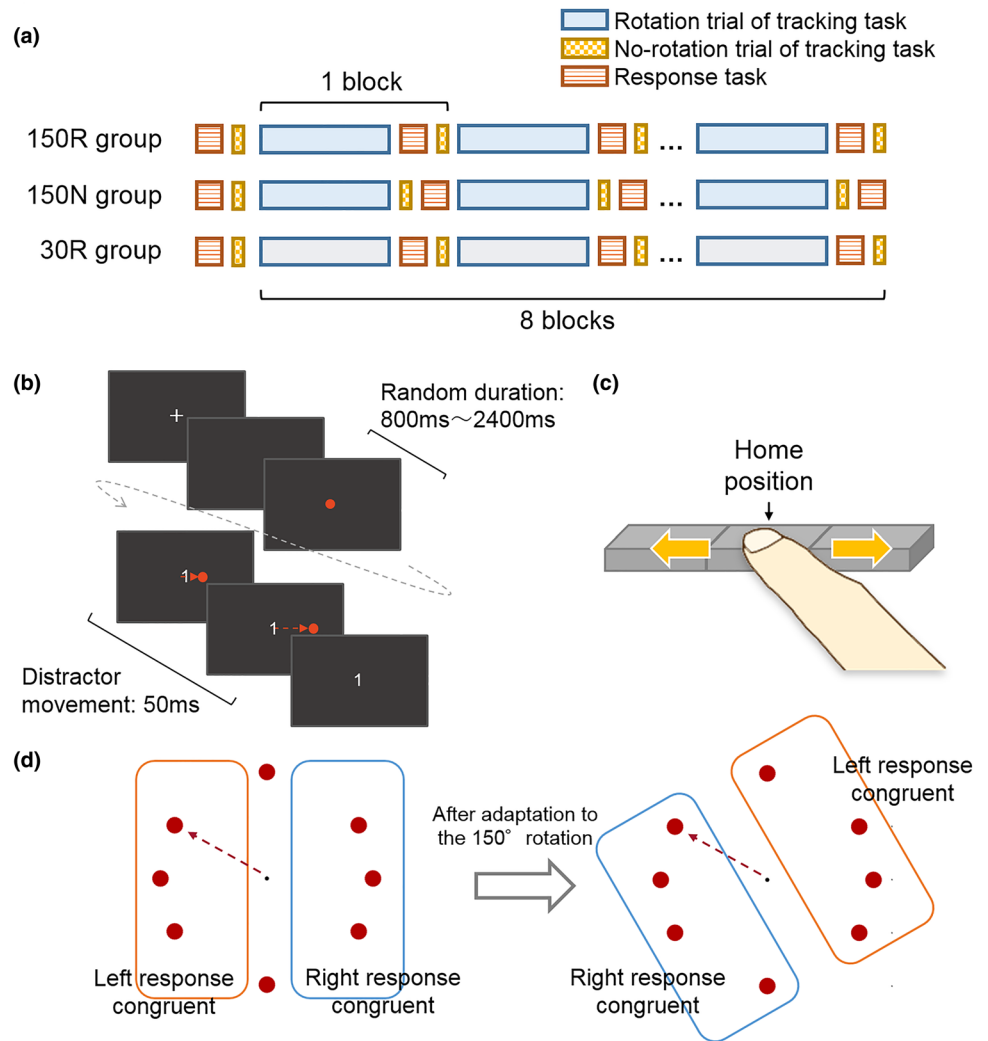 (a)
Rotation trial of tracking task
No-rotation trial of tracking task
Response task
1 block
150R group
...
150N group
...
30R group
...
8 blocks
(b)
Random duration:
800ms～2400ms
1
1
1
Distractor
movement: 50ms
(c)
Home
position
(d)
Left response
congruent
Right response
congruent
After adaptation to
the 150° rotation
Left response
congruent
Right response
congruent